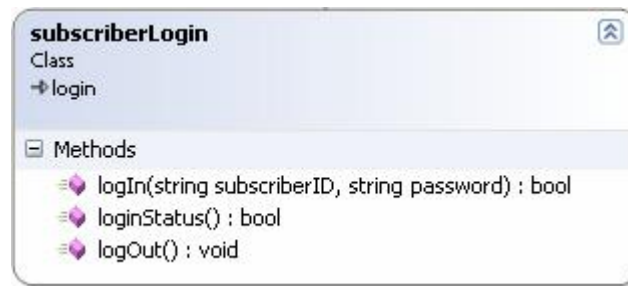 subscriberLogin
Class
login
Methods
logIn(string subscriberID, string password) : bool
loginStatus() : bool
logOut() : void